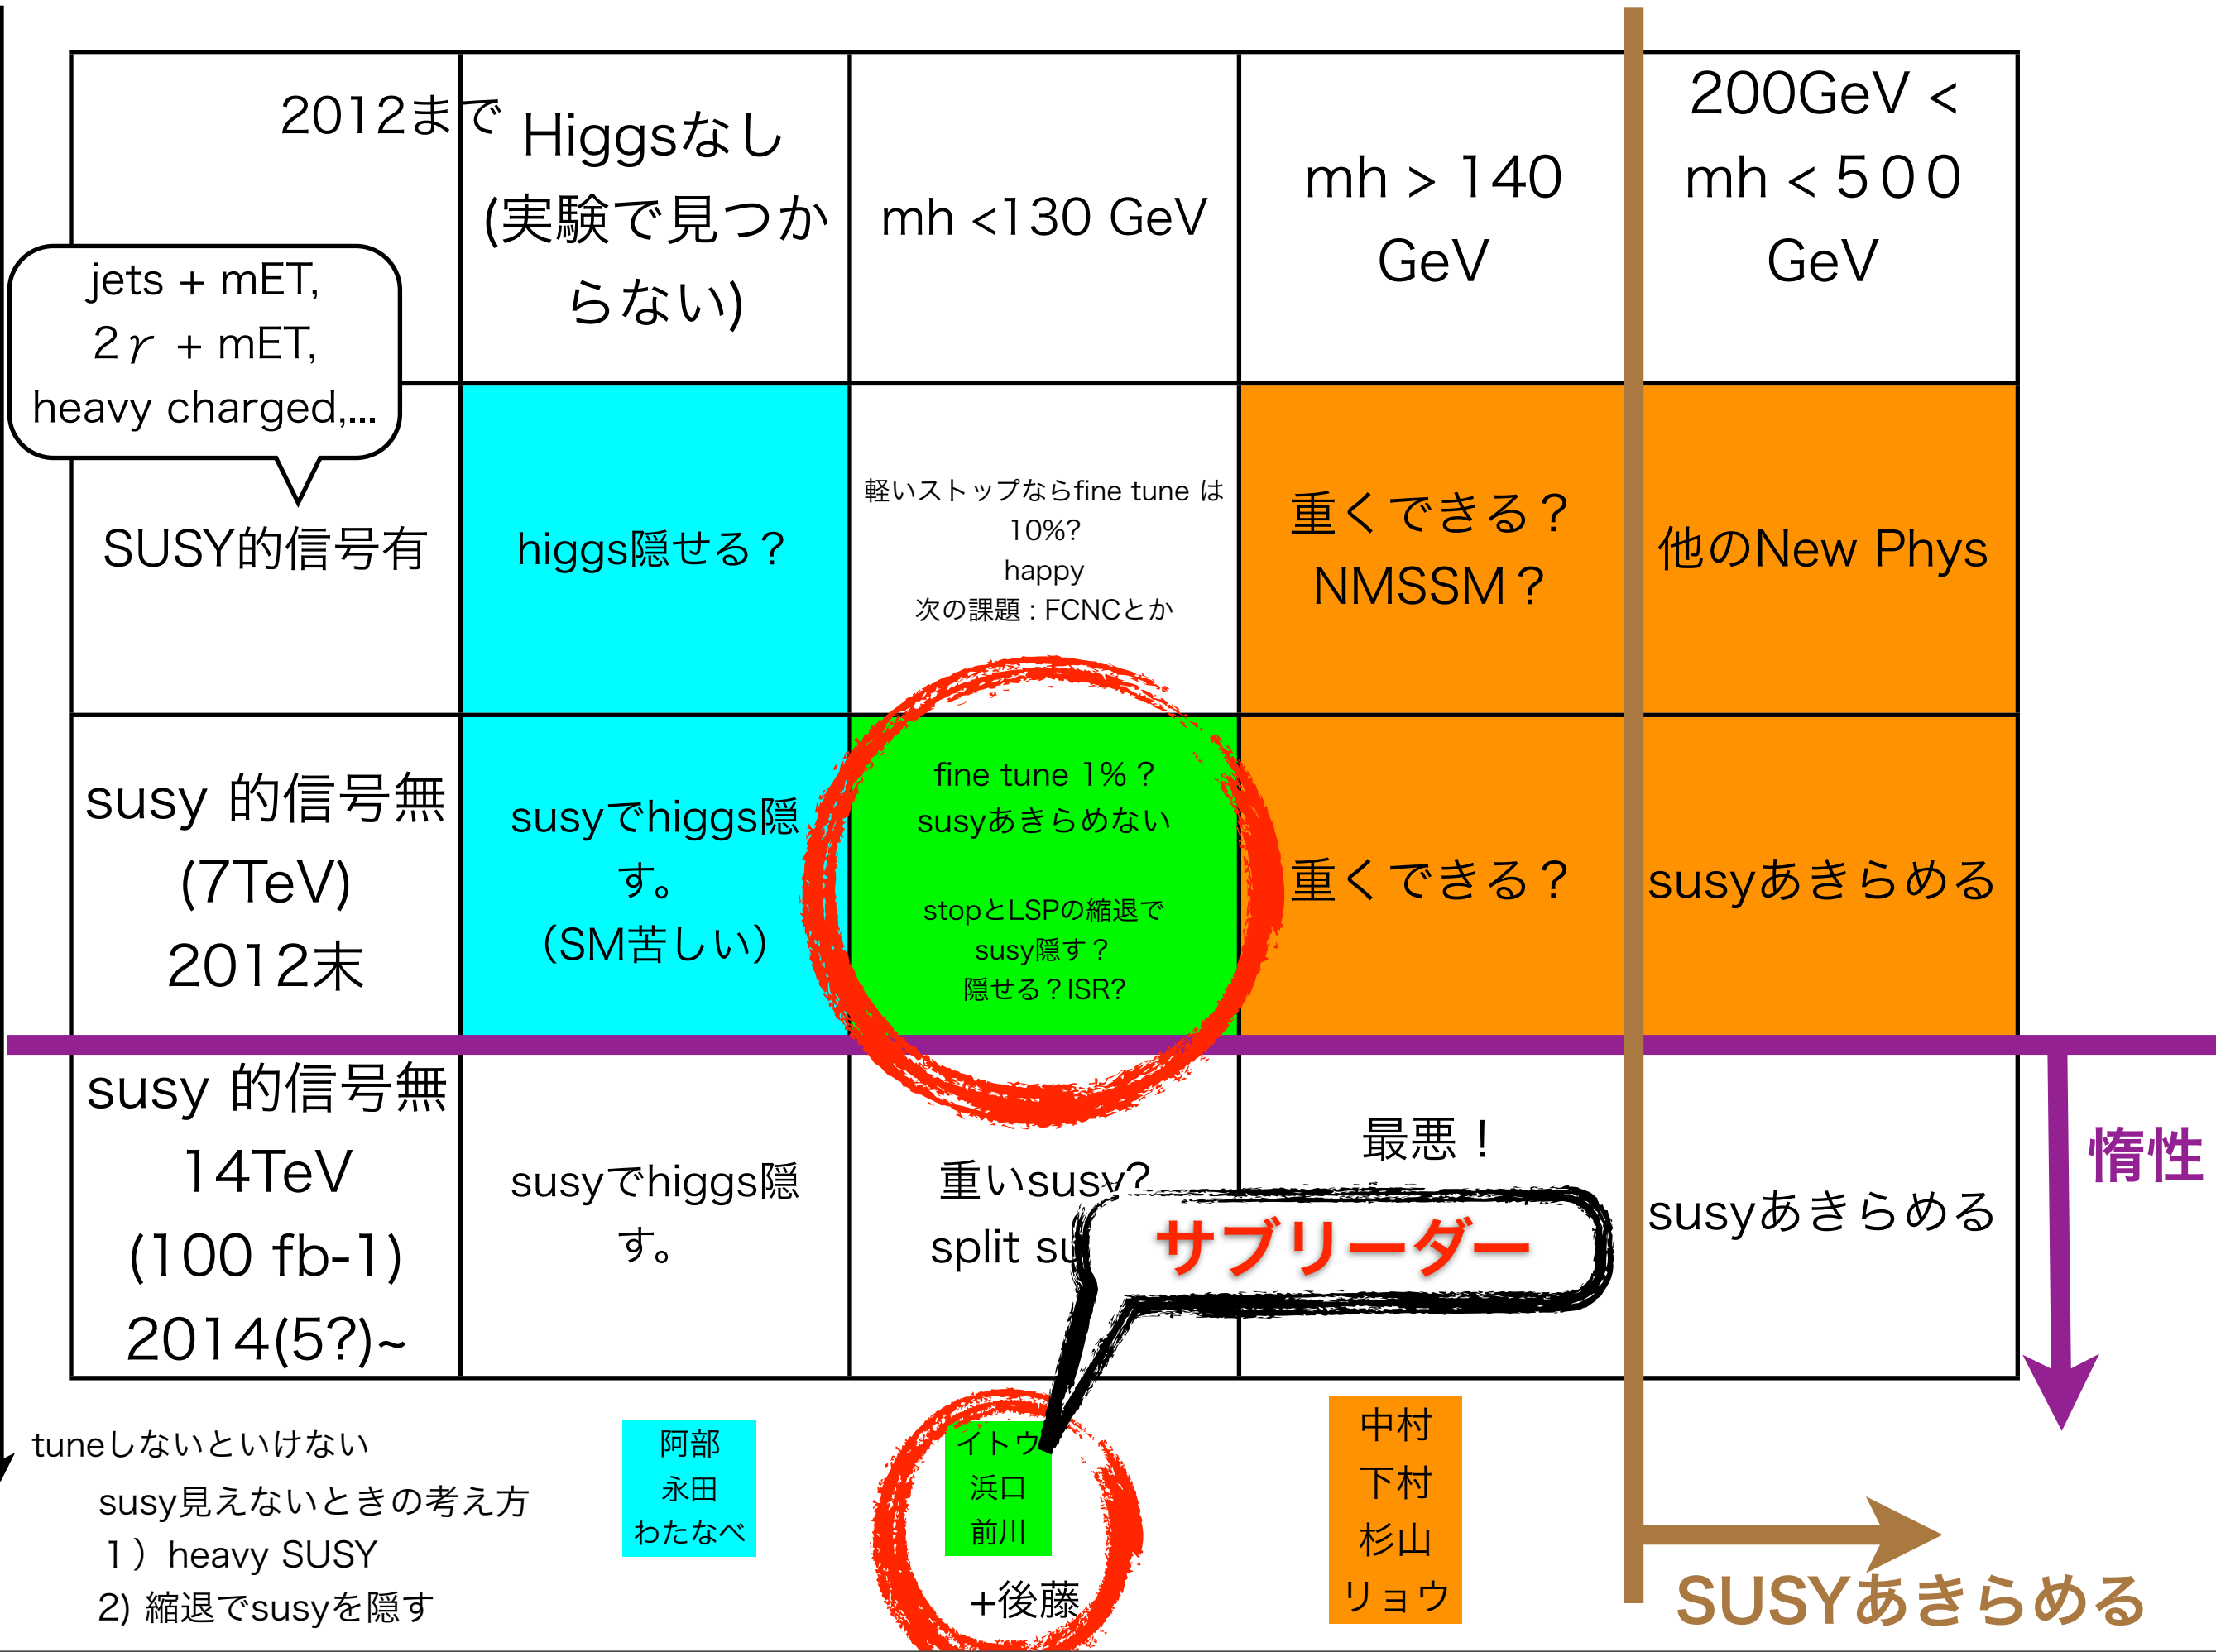 2012まで
Higgsなし
(実験で見つか
らない)
mh <130 GeV
mh > 140
GeV
200GeV <
mh < 500
GeV
jets + mET,
2γ + mET,
heavy charged,...
SUSY的信号有
higgs隠せる？
軽いストップならfine tune は
10%?
happy
次の課題：FCNCとか
重くできる？
NMSSM？
他のNew Phys
susy 的信号無
(7TeV)
2012末
susyでhiggs隠
す。
（SM苦しい）
fine tune 1%？
susyあきらめない
stopとLSPの縮退で
susy隠す？
隠せる？ISR?
重くできる？
susyあきらめる
susy 的信号無
14TeV
(100 fb-1)
2014(5?)~
susyでhiggs隠
す。
重いsusy?
split su
最悪！
susyあきらめる
惰性
サブリーダー
tuneしないといけない
susy見えないときの考え方
1）heavy SUSY
2) 縮退でsusyを隠す
阿部
永田
わたなべ
イトウ
浜口
前川
+後藤
中村
下村
杉山
リョウ
SUSYあきらめる